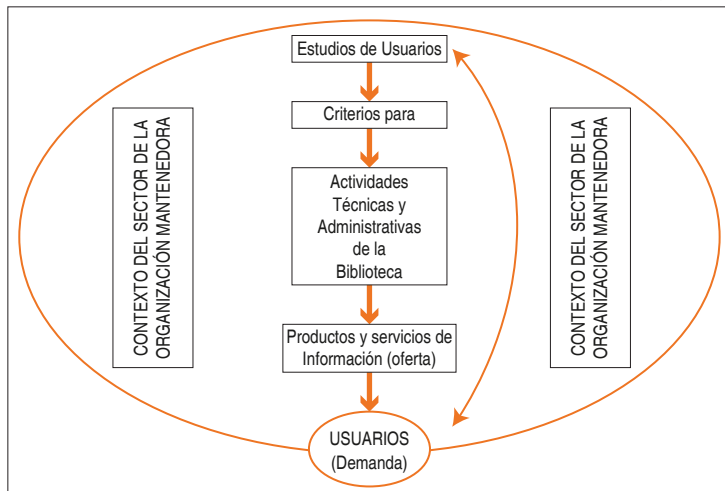 Estudios de Usuarios
Criterios para
Actividades
Técnicas y
Administrativas
de la
Biblioteca
Productos y servicios de
Información (oferta)
USUARIOS
(Demanda)
CONTEXTO DEL SECTOR DE LA
ORGANIZACIÓN MANTENEDORA
CONTEXTO DEL SECTOR DE LA
ORGANIZACIÓN MANTENEDORA